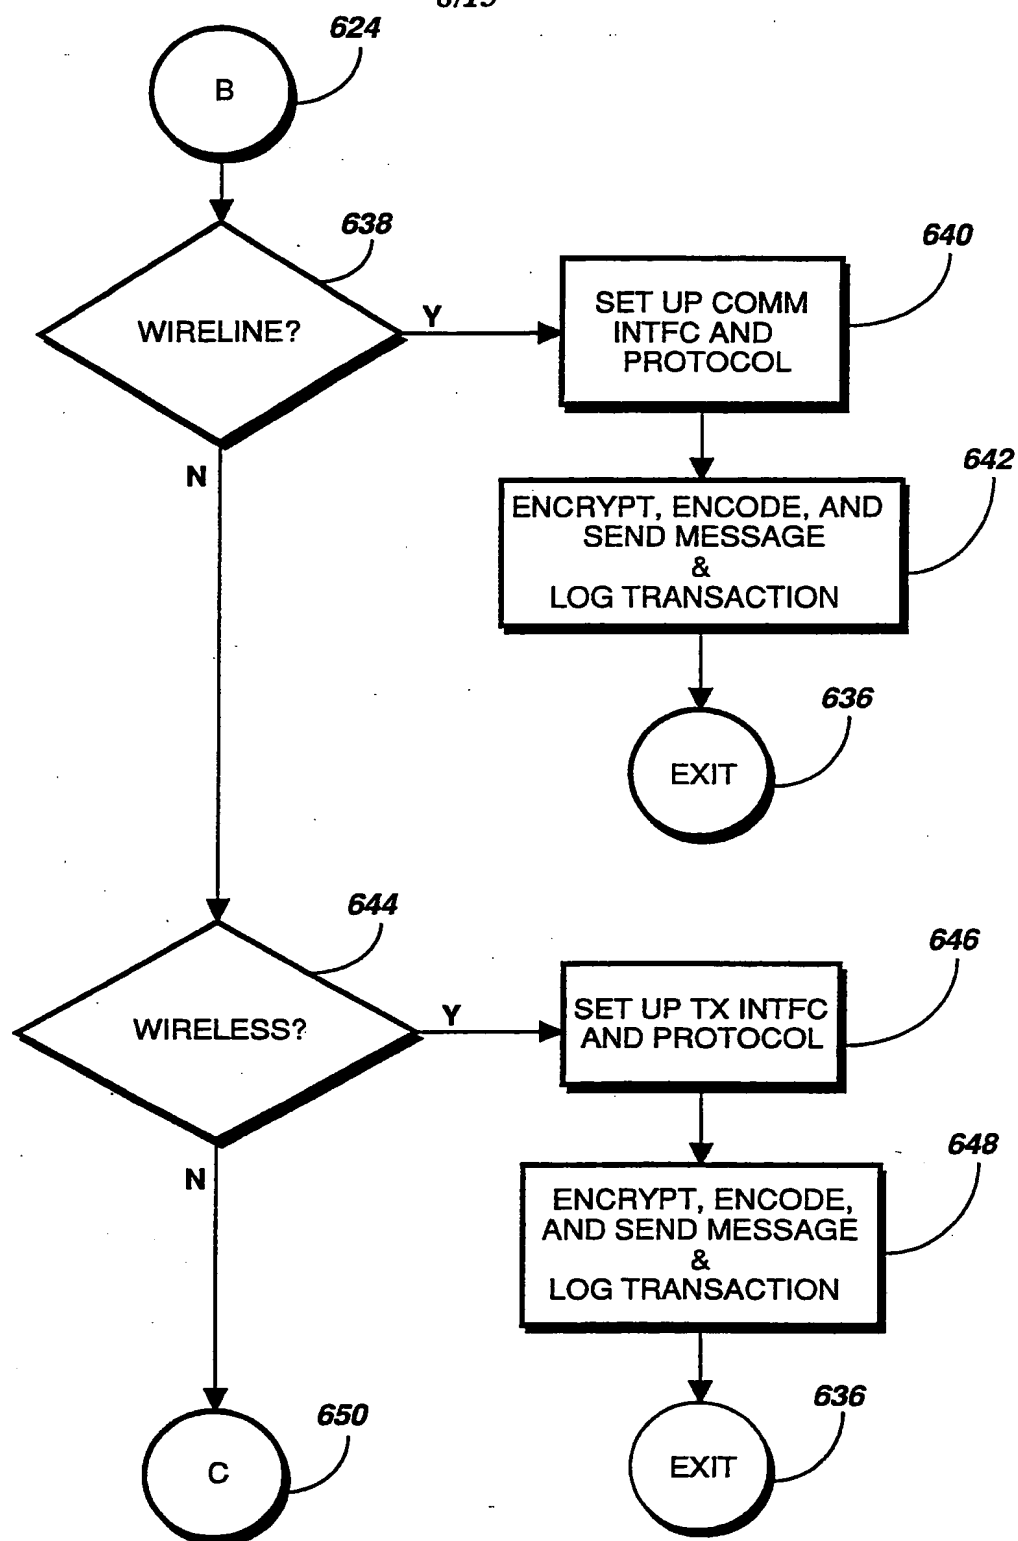 624
B
638
WIRELINE?
Y
N
640
SET UP COMM
INTFC AND
PROTOCOL
642
ENCRYPT, ENCODE, AND
SEND MESSAGE
&
LOG TRANSACTION
636
EXIT
644
WIRELESS?
Y
N
646
SET UP TX INTFC
AND PROTOCOL
648
ENCRYPT, ENCODE,
AND SEND MESSAGE
&
LOG TRANSACTION
650
C
636
EXIT